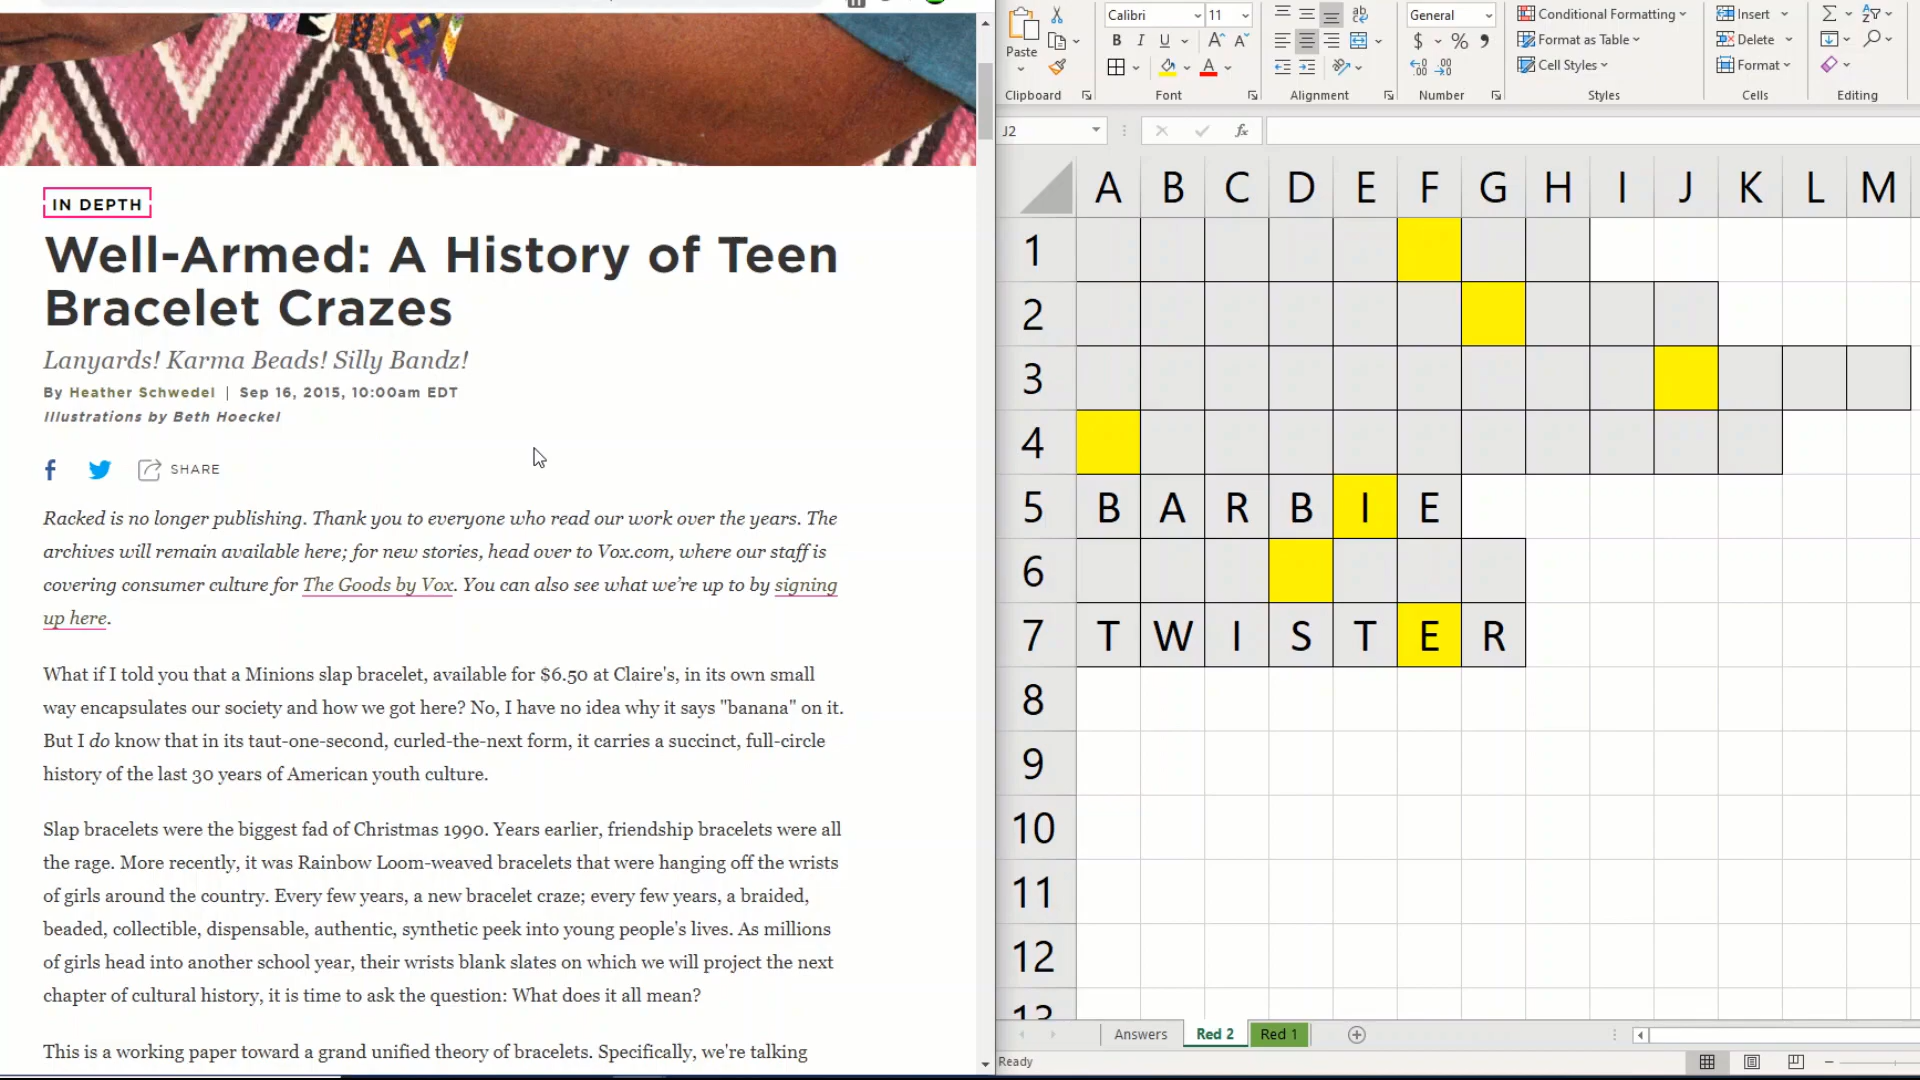 IN DEPTH
Well-Armed: A History of Teen
Bracelet Crazes
Lanyards! Karma Beads! Silly Bandz!
By Heather Schwedel | Sep 16, 2015, 10:00am EDT
Illustrations by Beth Hoeckel
SHARE
Racked is no longer publishing. Thank you to everyone who read our work over the years. The
archives will remain available here; for new stories, head over to Vox.com, where our staff is
covering consumer culture for The Goods by Vox. You can also see what we're up to by signing
up here.
What if I told you that a Minions slap bracelet, available for $6.50 at Claire's, in its own small
way encapsulates our society and how we got here? No, I have no idea why it says "banana" on it.
But I do know that in its taut-one-second, curled-the-next form, it carries a succinct, full-circle
history of the last 30 years of American youth culture.
Slap bracelets were the biggest fad of Christmas 1990. Years earlier, friendship bracelets were all
the rage. More recently, it was Rainbow Loom-weaved bracelets that were hanging off the wrists
of girls around the country. Every few years, a new bracelet craze; every few years, a braided,
beaded, collectible, dispensable, authentic, synthetic peek into young people's lives. As millions
of girls head into another school year, their wrists blank slates on which we will project the next
chapter of cultural history, it is time to ask the question: What does it all mean?
This is a working paper toward a grand unified theory of bracelets. Specifically, we're talking
Paste
Clipboard
Calibri 11
B I U A A
A
Font
ab
Alignment
General
$ % 9
Number
Conditional Formatting
Format as Table
Cell Styles
Styles
Insert
Delete
Format
Cells
Editing
J2 fx
A B C D E F G H I J K L M
1
2
3
4
5 B A R B I E
6
7 T W I S T E R
8
9
10
11
12
13
Answers Red 2 Red 1
Ready